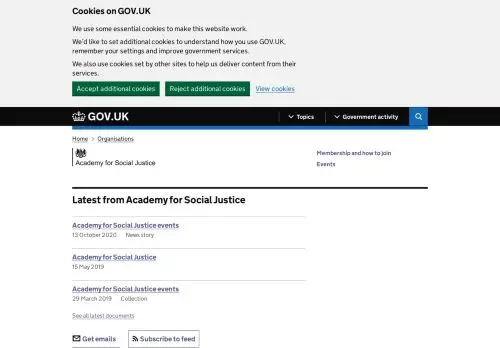 Cookies on GOV.UK
We use some essential cookies to make this website work.
We'd like to set additional cookies to understand how you use GOV.UK,
remember your settings and improve government services.
We also use cookies set by other sites to help us deliver content from their
services.
Accept additional cookies
Reject additional cookies
View cookies
GOV.UK
Topics
Government activity
Home
Organisations
Academy for Social Justice
Membership and how to join
Events
Latest from Academy for Social Justice
Academy for Social Justice events
13 October 2020 News story
Academy for Social Justice
15 May 2019
Academy for Social Justice events
29 March 2019 Collection
See all latest documents
Get emails
Subscribe to feed